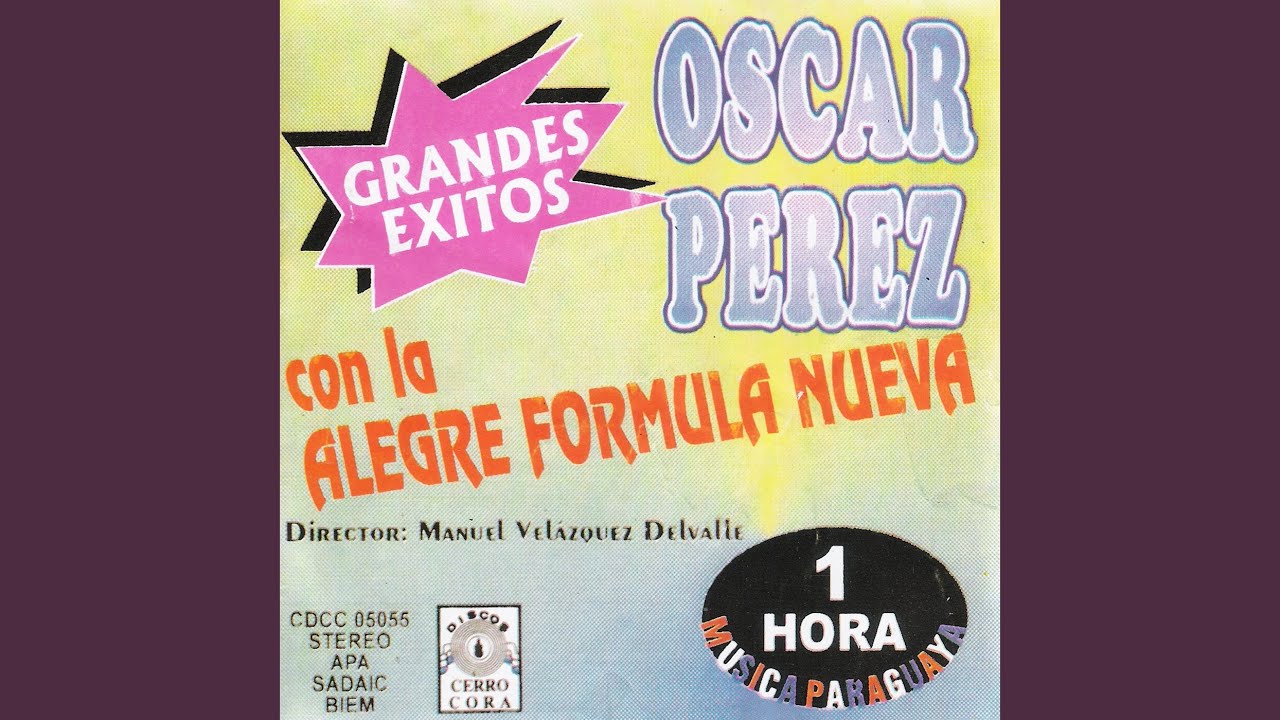 GRANDES
EXITOS
OSCAR
PEREZ
con la
ALEGRE FORMULA NUEVA
DIRECTOR: MANUEL VELÁZQUEZ DELVALLE
1
HORA
MUSICA PARAGUAYA
CDCC 05055
STEREO
APA
SADAIC
BIEM
DISCOS
CERRO
CORA